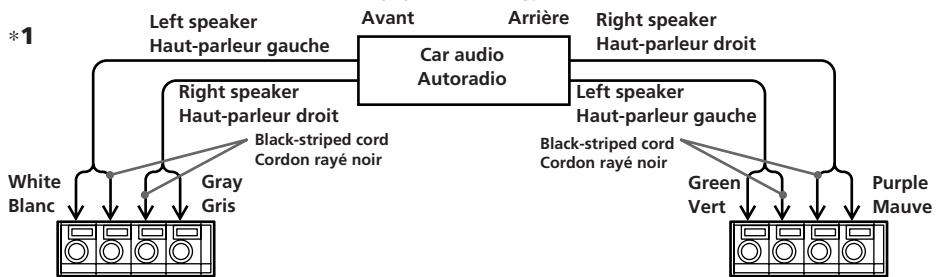 *1
Left speaker
Haut-parleur gauche
Avant
Arrière
Right speaker
Haut-parleur droit
Car audio
Autoradio
Right speaker
Haut-parleur droit
Left speaker
Haut-parleur gauche
Black-striped cord
Cordon rayé noir
Black-striped cord
Cordon rayé noir
White
Blanc
Gray
Gris
Green
Vert
Purple
Mauve